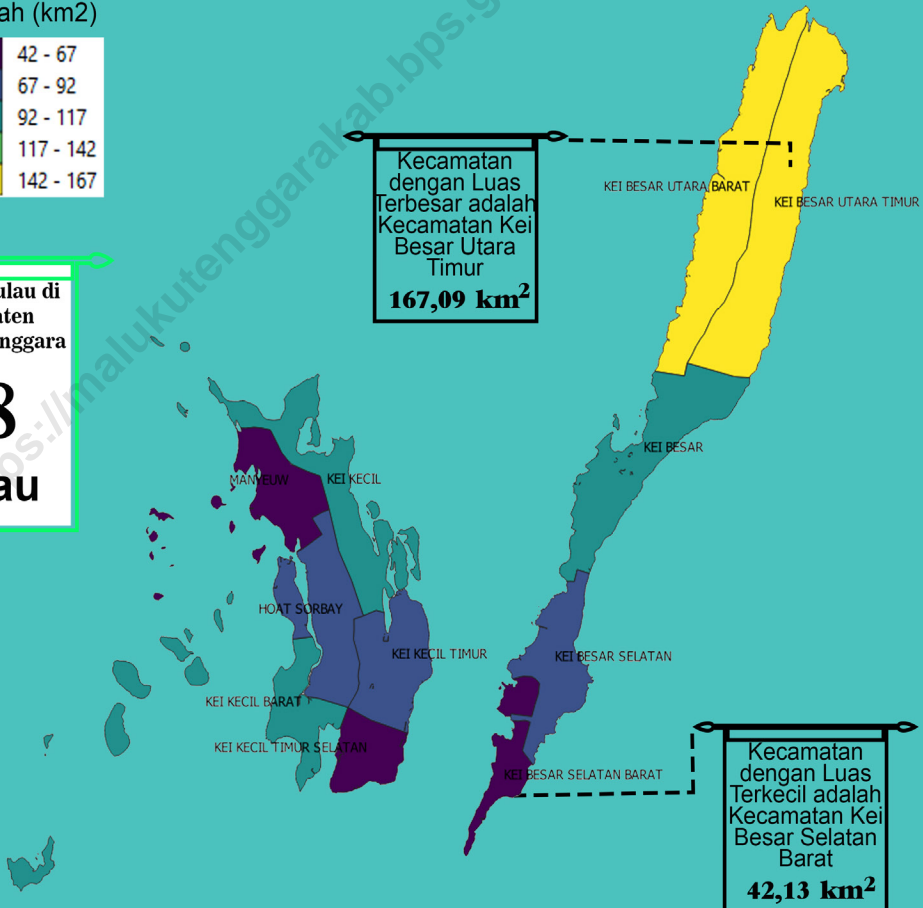 ah (km2)
42 - 67
67 - 92
92 - 117
117 - 142
142 - 167
ulau di
aten
nggara
8
au
Kecamatan
dengan Luas
Terbesar adalah
Kecamatan Kei
Besar Utara
Timur
167,09 km2
KEI BESAR UTARA BARAT
KEI BESAR UTARA TIMUR
KEI BESAR
MANYEUW
KEI KECIL
HOAT SORBAY
KEI KECIL TIMUR
KEI BESAR SELATAN
KEI KECIL BARAT
KEI KECIL TIMUR SELATAN
KEI BESAR SELATAN BARAT
Kecamatan
dengan Luas
Terkecil adalah
Kecamatan Kei
Besar Selatan
Barat
42,13 km2
ps://malukutenggarakab.bps.g